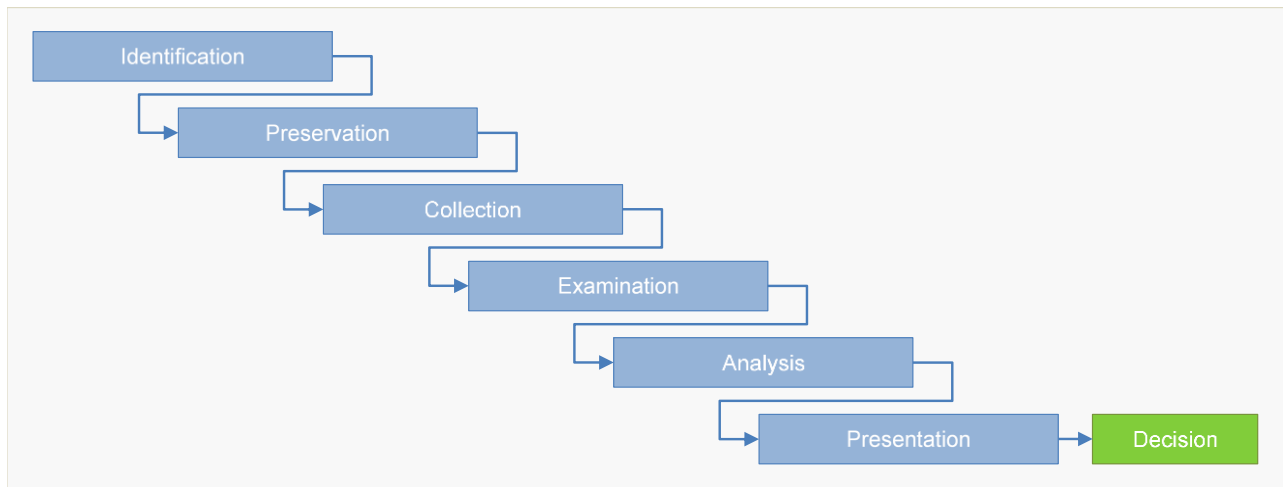 Identification
Preservation
Collection
Examination
Analysis
Presentation
Decision